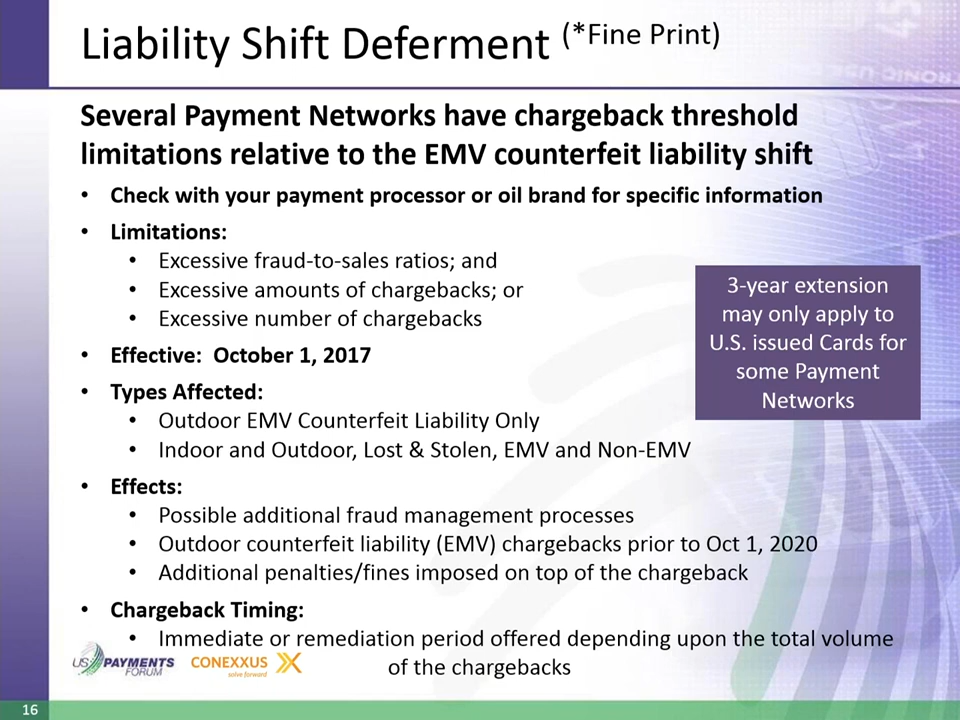 Liability Shift Deferment (*Fine Print)
Several Payment Networks have chargeback threshold
limitations relative to the EMV counterfeit liability shift
• Check with your payment processor or oil brand for specific information
• Limitations:
• Excessive fraud-to-sales ratios; and
• Excessive amounts of chargebacks; or
• Excessive number of chargebacks
• Effective: October 1, 2017
• Types Affected:
• Outdoor EMV Counterfeit Liability Only
• Indoor and Outdoor, Lost & Stolen, EMV and Non-EMV
• Effects:
• Possible additional fraud management processes
• Outdoor counterfeit liability (EMV) chargebacks prior to Oct 1, 2020
• Additional penalties/fines imposed on top of the chargeback
• Chargeback Timing:
• Immediate or remediation period offered depending upon the total volume
of the chargebacks
3-year extension
may only apply to
U.S. issued Cards for
some Payment
Networks
US PAYMENTS
FORUM
CONEXXUS
solve forward
16